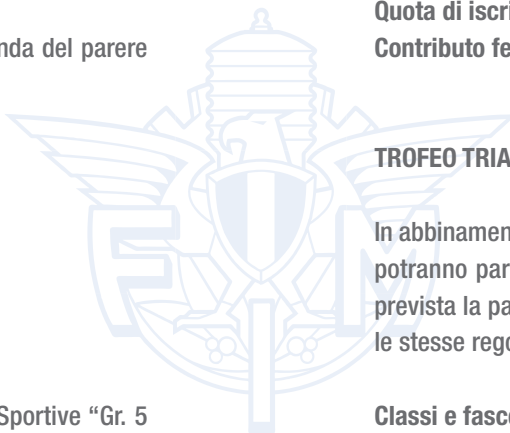 nda del parere
Sportive “Gr. 5
Quota di iscri
Contributo fe
TROFEO TRIA
In abbinamen
potranno par
prevista la pa
le stesse rego
Classi e fasce
F M